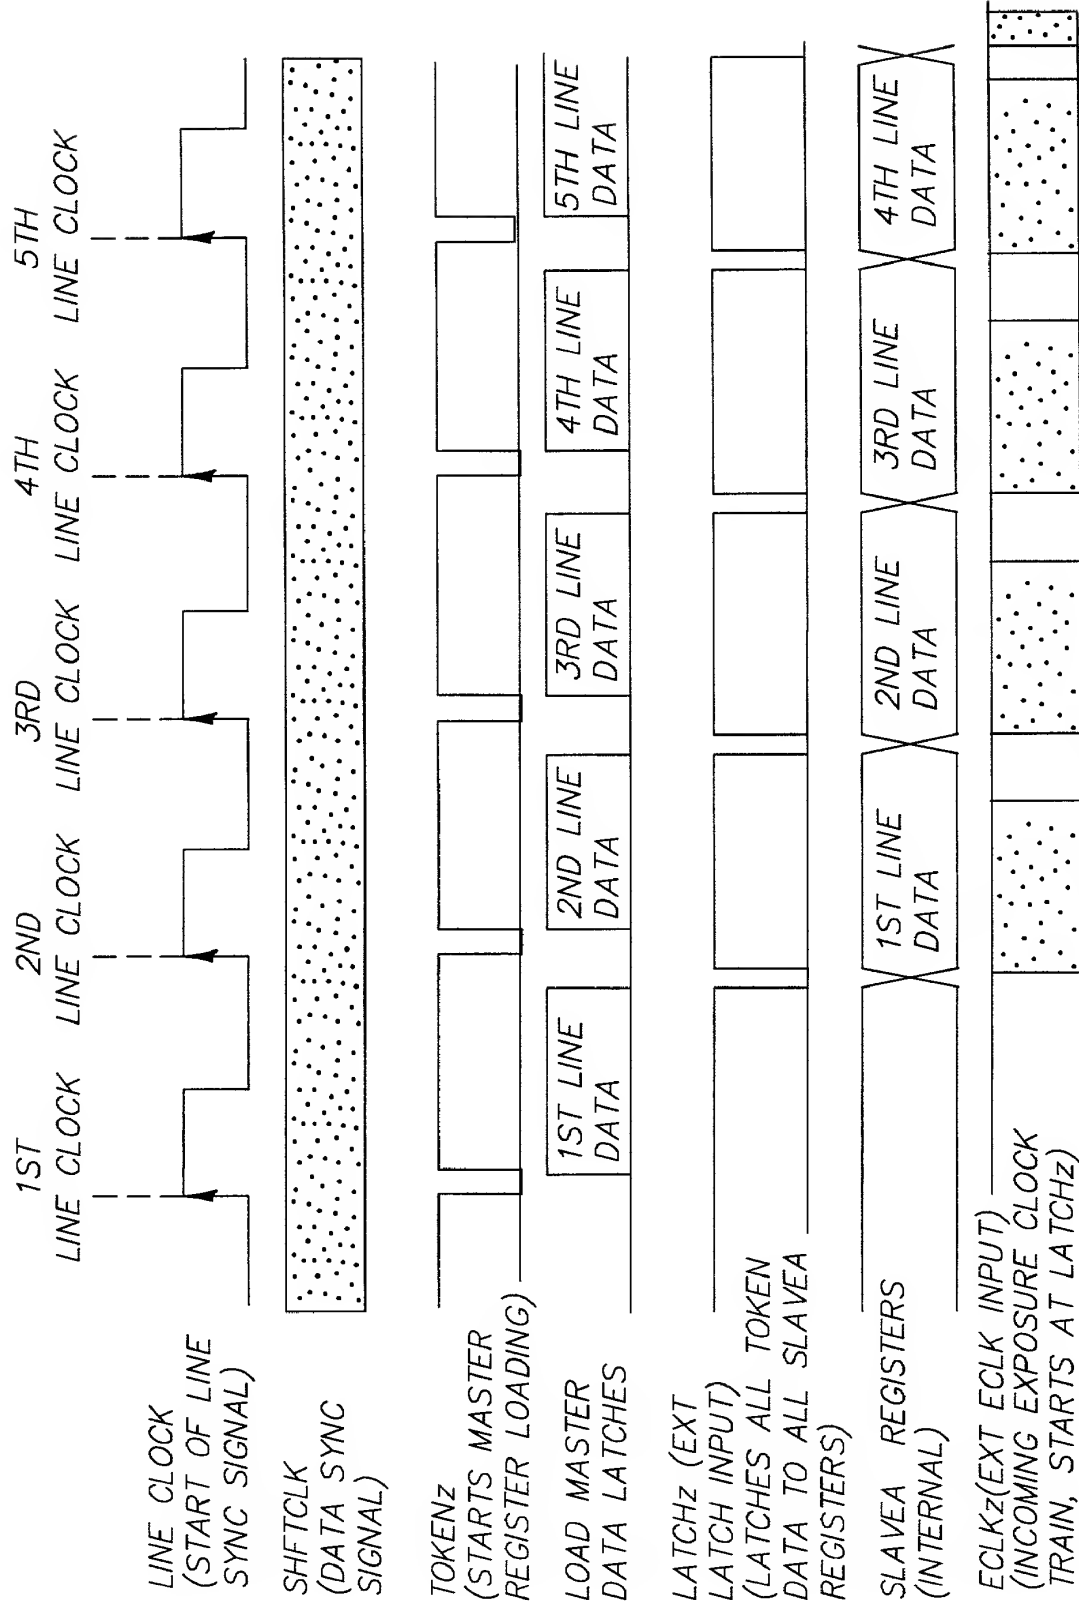 1ST
LINE CLOCK
2ND
LINE CLOCK
3RD
LINE CLOCK
4TH
LINE CLOCK
5TH
LINE CLOCK
LINE CLOCK
(START OF LINE
SYNC SIGNAL)
SHFTCLK
(DATA SYNC
SIGNAL)
TOKENz
(STARTS MASTER
REGISTER LOADING)
LOAD MASTER
DATA LATCHES
1ST LINE
DATA
2ND LINE
DATA
3RD LINE
DATA
4TH LINE
DATA
5TH LINE
DATA
LATCHz (EXT
LATCH INPUT)
(LATCHES ALL TOKEN
DATA TO ALL SLAVEA
REGISTERS)
SLAVEA REGISTERS
(INTERNAL)
1ST LINE
DATA
2ND LINE
DATA
3RD LINE
DATA
4TH LINE
DATA
ECLKz(EXT ECLK INPUT)
(INCOMING EXPOSURE CLOCK
TRAIN, STARTS AT LATCHz)